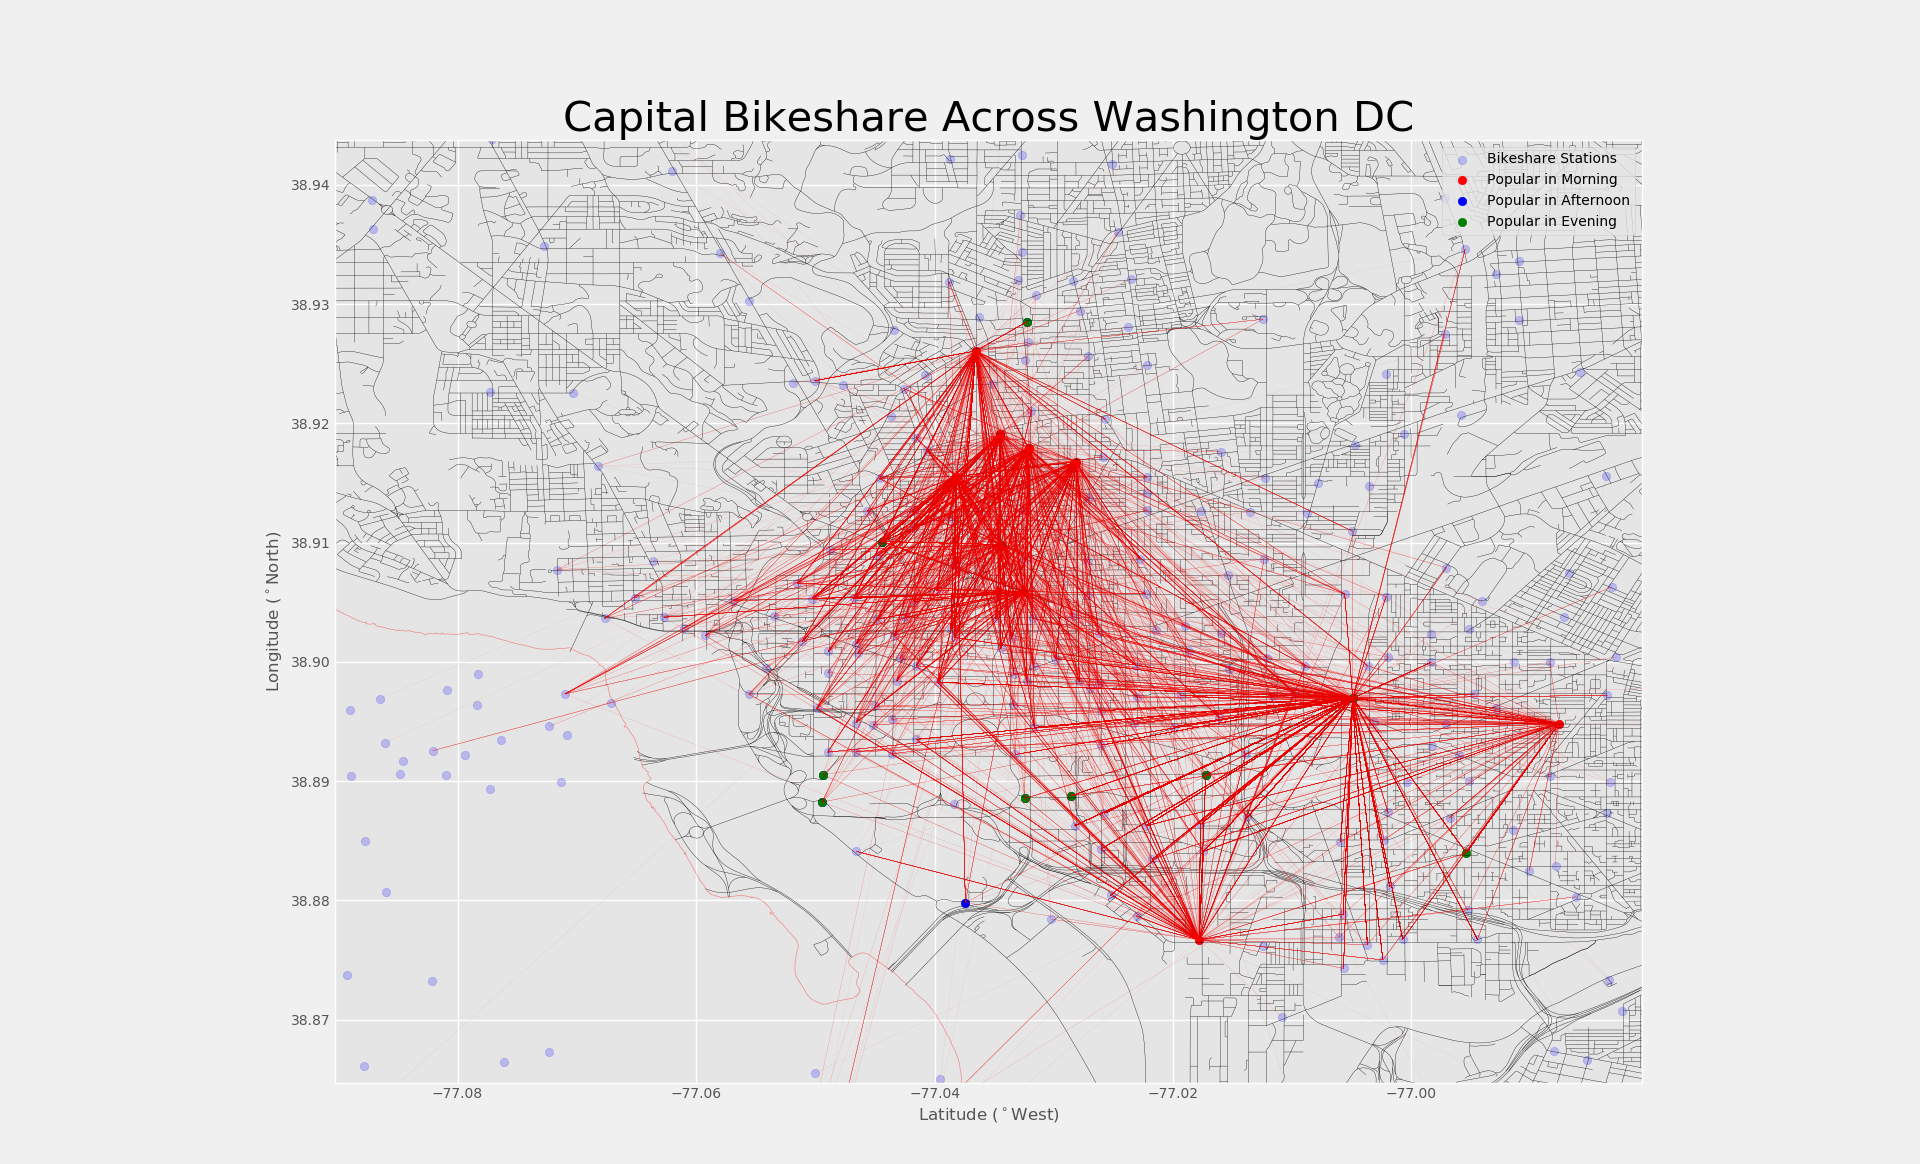 Capital Bikeshare Across Washington DC
Bikeshare Stations
Popular in Morning
Popular in Afternoon
Popular in Evening
38.94
38.93
38.92
38.91
38.90
38.89
38.88
38.87
Longitude (°North)
−77.08
−77.06
−77.04
−77.02
−77.00
Latitude (°West)